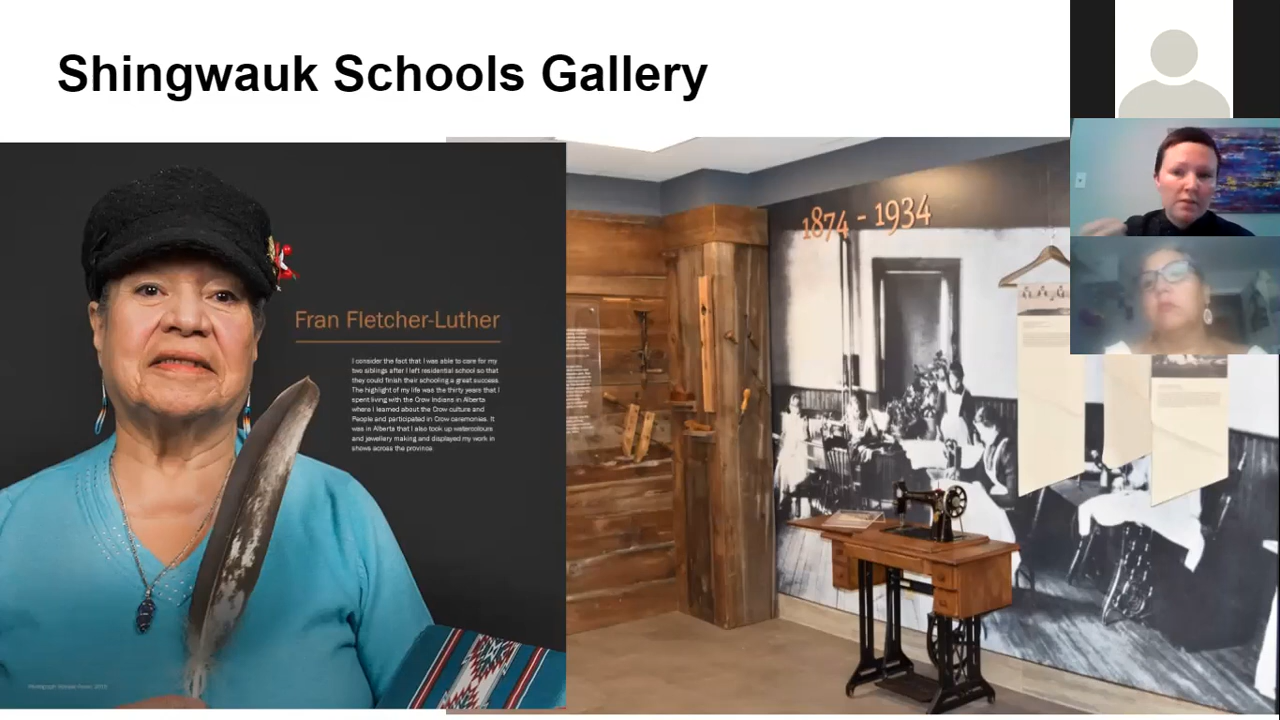 Shingwauk Schools Gallery
1874 - 1934
Fran Fletcher-Luther
I consider the fact that I was able to care for my
two siblings after I left residential school so that
they could finish their schooling a great success.
The highlight of my life was the thirty years that I
spent living with the Crow Indians in Alberta
where I learned about the Crow culture and
People and participated in Crow ceremonies. It
was in Alberta that I also took up watercolours
and jewellery making and displayed my work in
shows across the province.